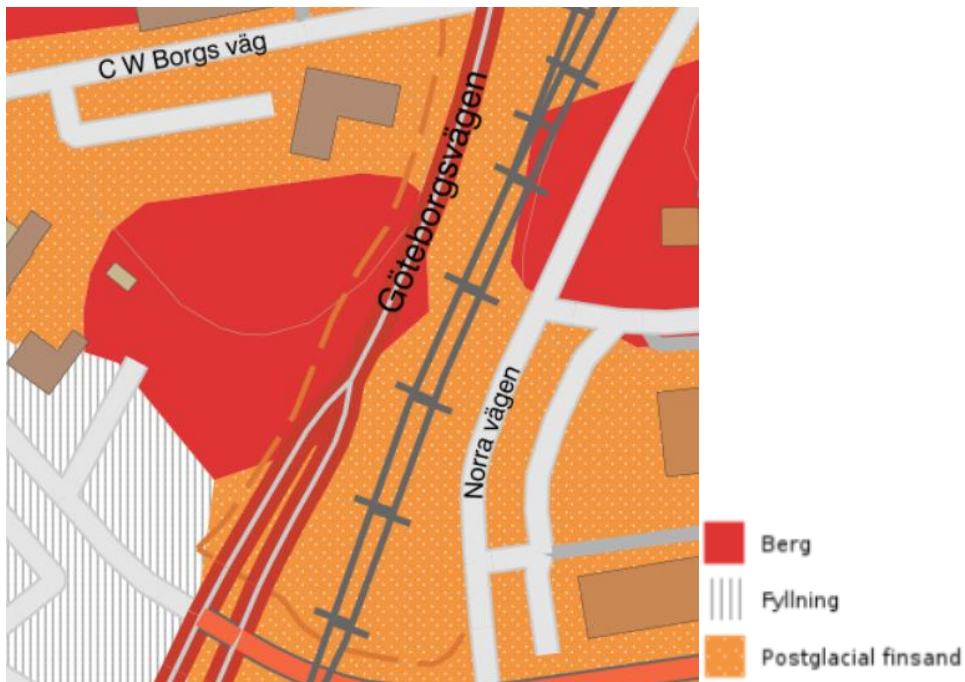 C W Borgs väg
Göteborgsvägen
Norra vägen
Berg
Fyllning
Postglacial finsand